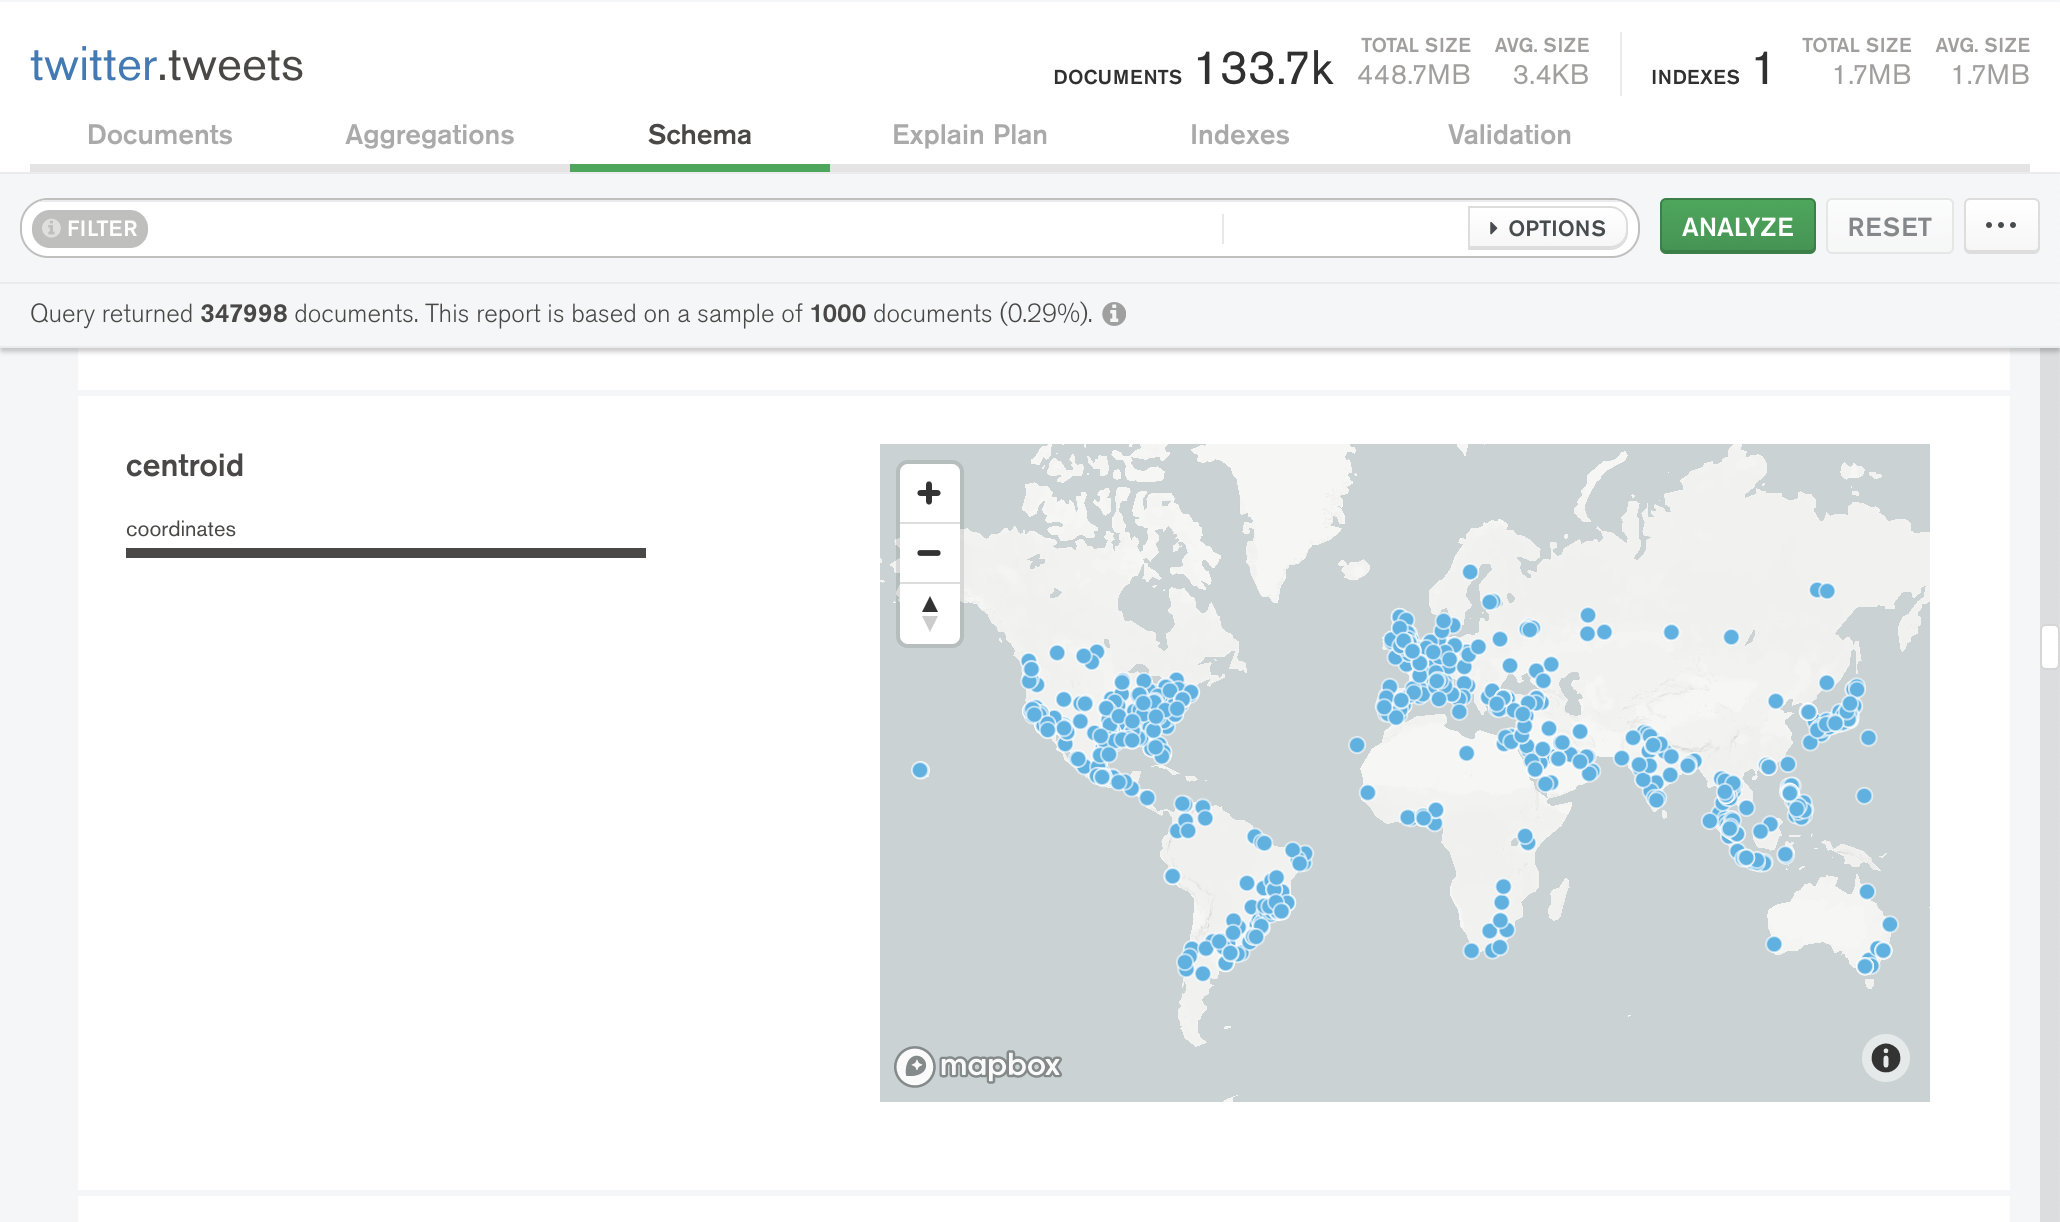 twitter.tweets
DOCUMENTS 133.7k
TOTAL SIZE
448.7MB
AVG. SIZE
3.4KB
INDEXES 1
TOTAL SIZE
1.7MB
AVG. SIZE
1.7MB
Documents
Aggregations
Schema
Explain Plan
Indexes
Validation
FILTER
OPTIONS
ANALYZE
RESET
Query returned 347998 documents. This report is based on a sample of 1000 documents (0.29%).
centroid
coordinates
mapbox